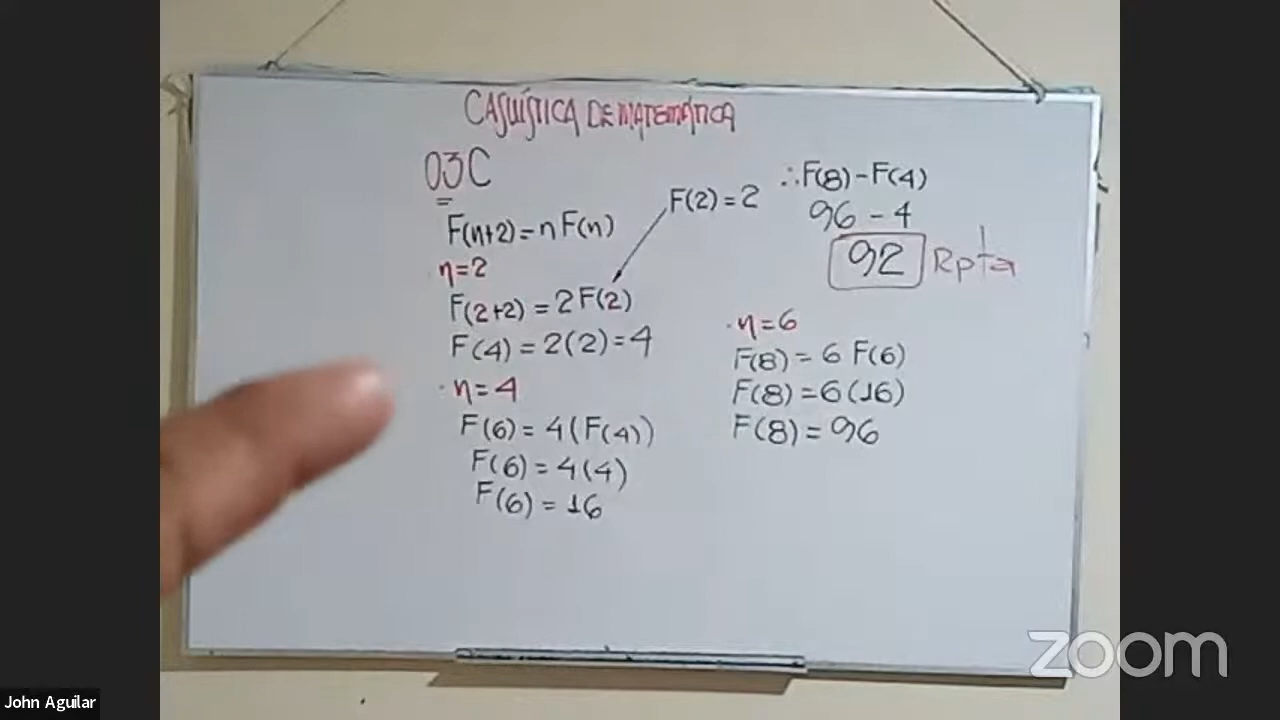 CASUÍSTICA DE MATEMÁTICA
03C
F(n+2) = n F(n)
n=2
F(2+2) = 2 F(2)
F(4) = 2(2) = 4
· n = 4
F(6) = 4(F(4))
F(6) = 4(4)
F(6) = 16
F(2) = 2
∴F(8) - F(4)
96 - 4
92 Rpta
· n = 6
F(8) = 6 F(6)
F(8) = 6(16)
F(8) = 96
zoom
John Aguilar